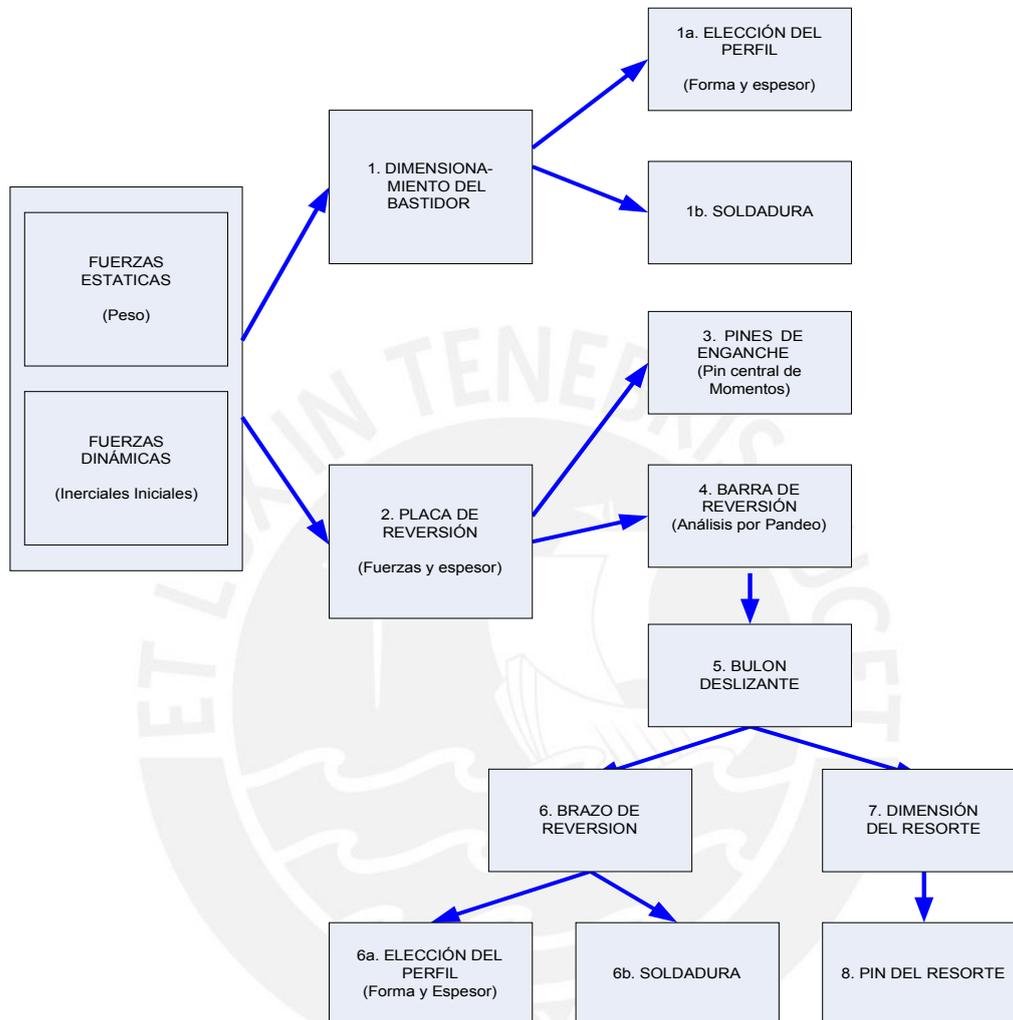 1a. ELECCIÓN DEL
PERFIL
(Forma y espesor)
1. DIMENSIONA-
MIENTO DEL
BASTIDOR
1b. SOLDADURA
FUERZAS
ESTATICAS
(Peso)
FUERZAS
DINÁMICAS
(Inerciales Iniciales)
3. PINES DE
ENGANCHE
(Pin central de
Momentos)
2. PLACA DE
REVERSIÓN
(Fuerzas y espesor)
4. BARRA DE
REVERSIÓN
(Análisis por Pandeo)
5. BULON
DESLIZANTE
6. BRAZO DE
REVERSION
7. DIMENSIÓN
DEL RESORTE
6a. ELECCIÓN DEL
PERFIL
(Forma y Espesor)
6b. SOLDADURA
8. PIN DEL RESORTE